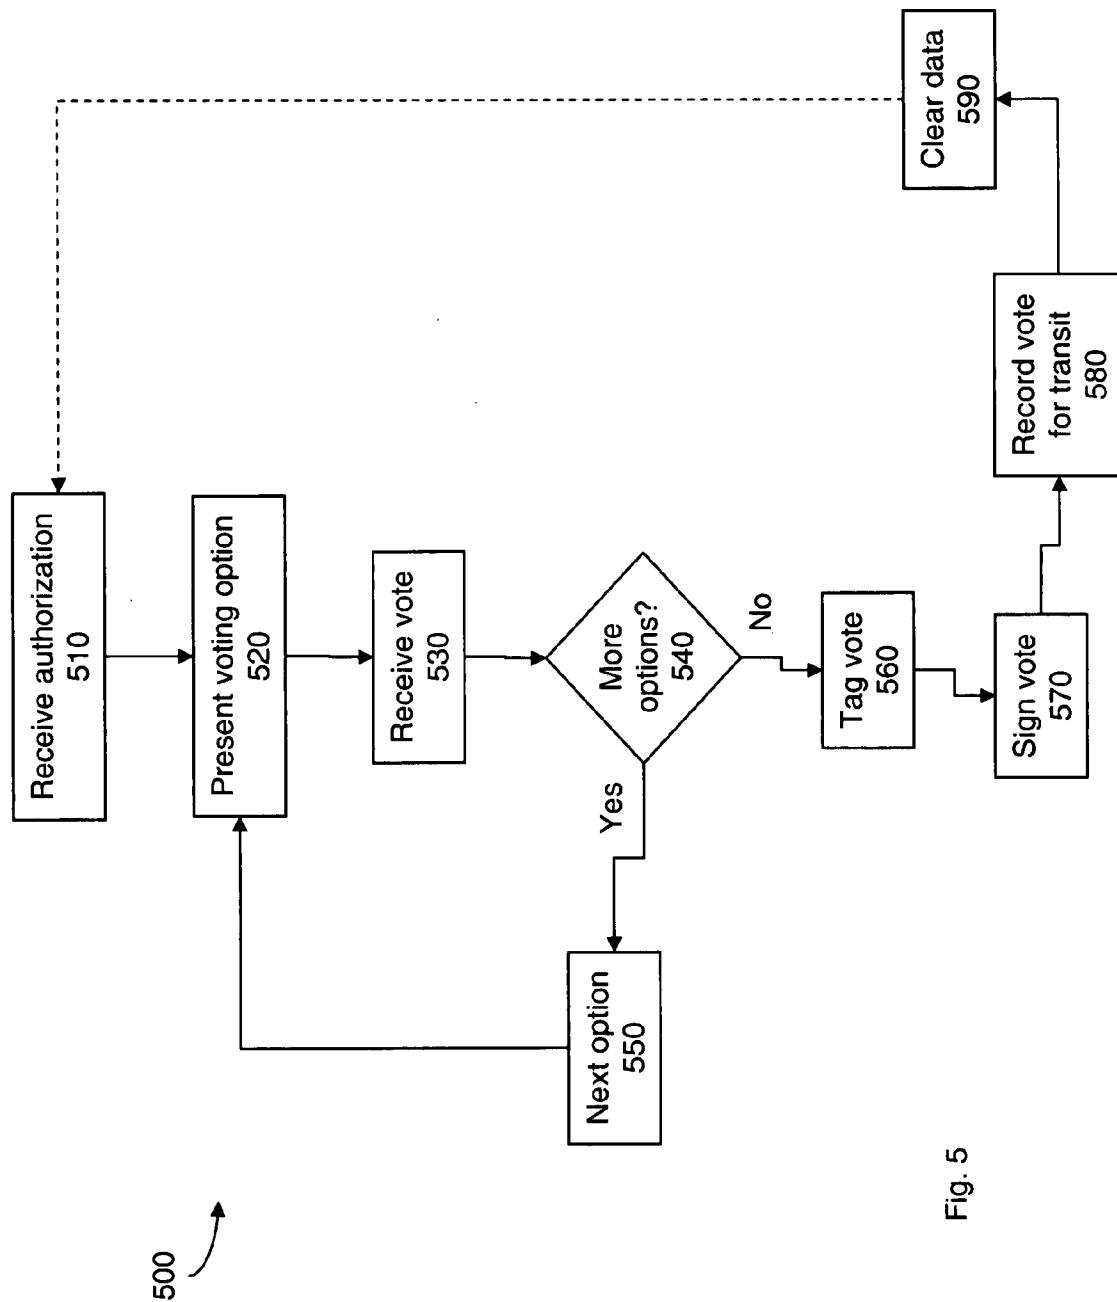 500
Receive authorization
510
Present voting option
520
Receive vote
530
More
options?
540
Yes
No
Next option
550
Tag vote
560
Sign vote
570
Record vote
for transit
580
Clear data
590
Fig. 5